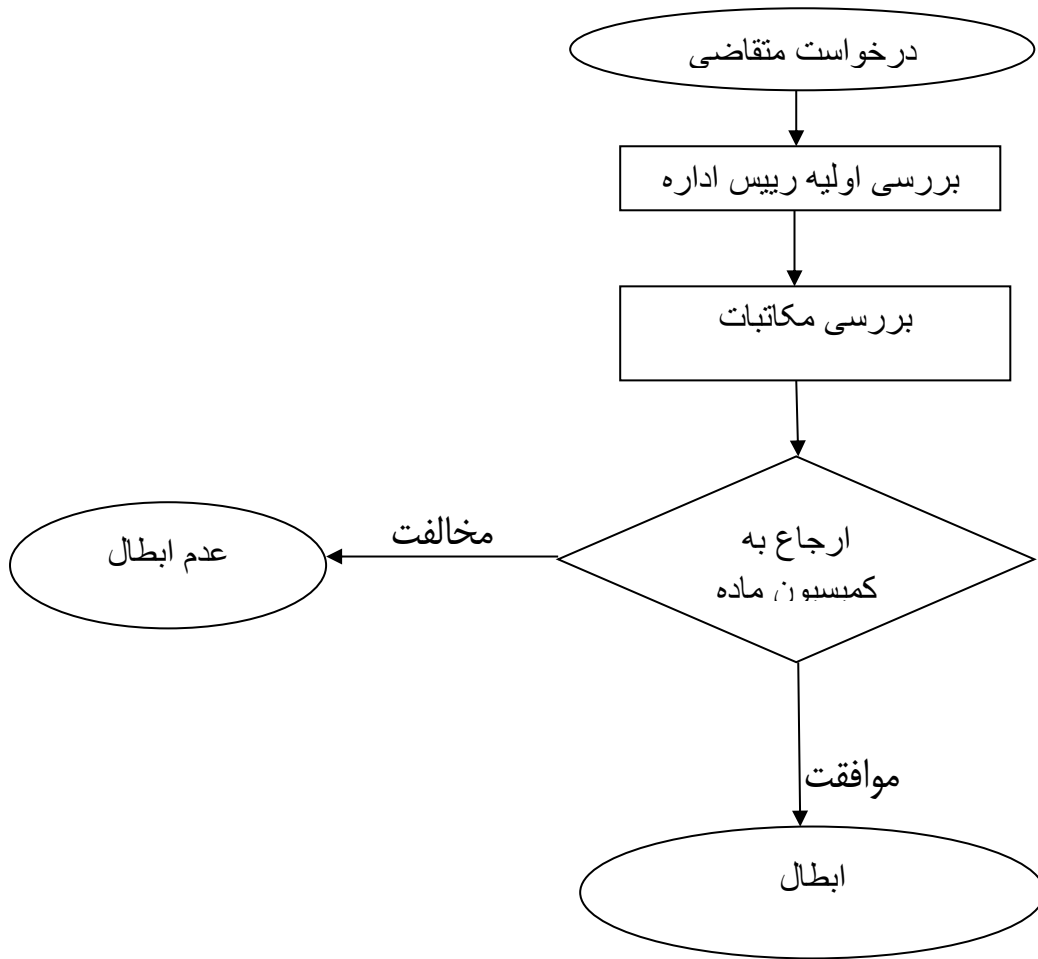 درخواست متقاضی
بررسی اولیه رییس اداره
بررسی مکاتبات
ارجاع به
کمیسیون ماده
مخالفت
عدم ابطال
موافقت
ابطال